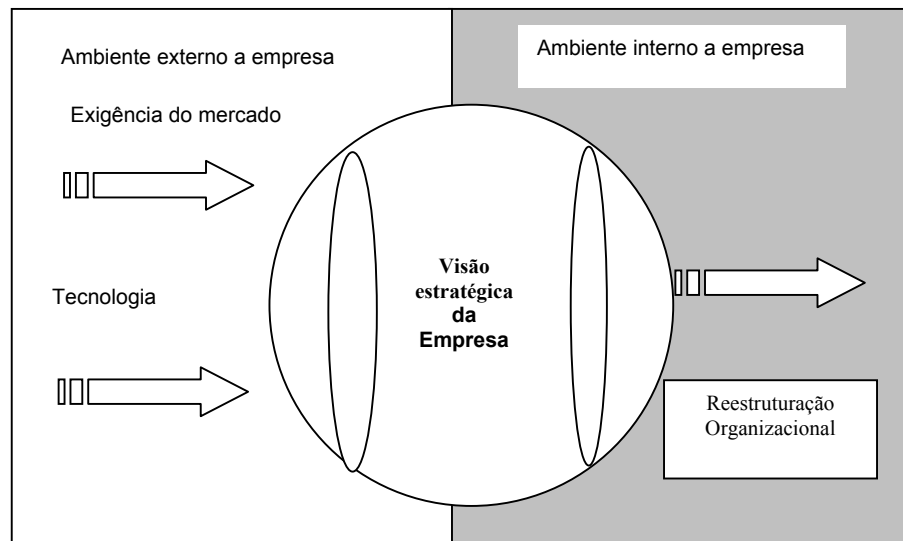 Ambiente externo a empresa
Ambiente interno a empresa
Exigência do mercado
Tecnologia
Visão
estratégica
da
Empresa
Reestruturação
Organizacional